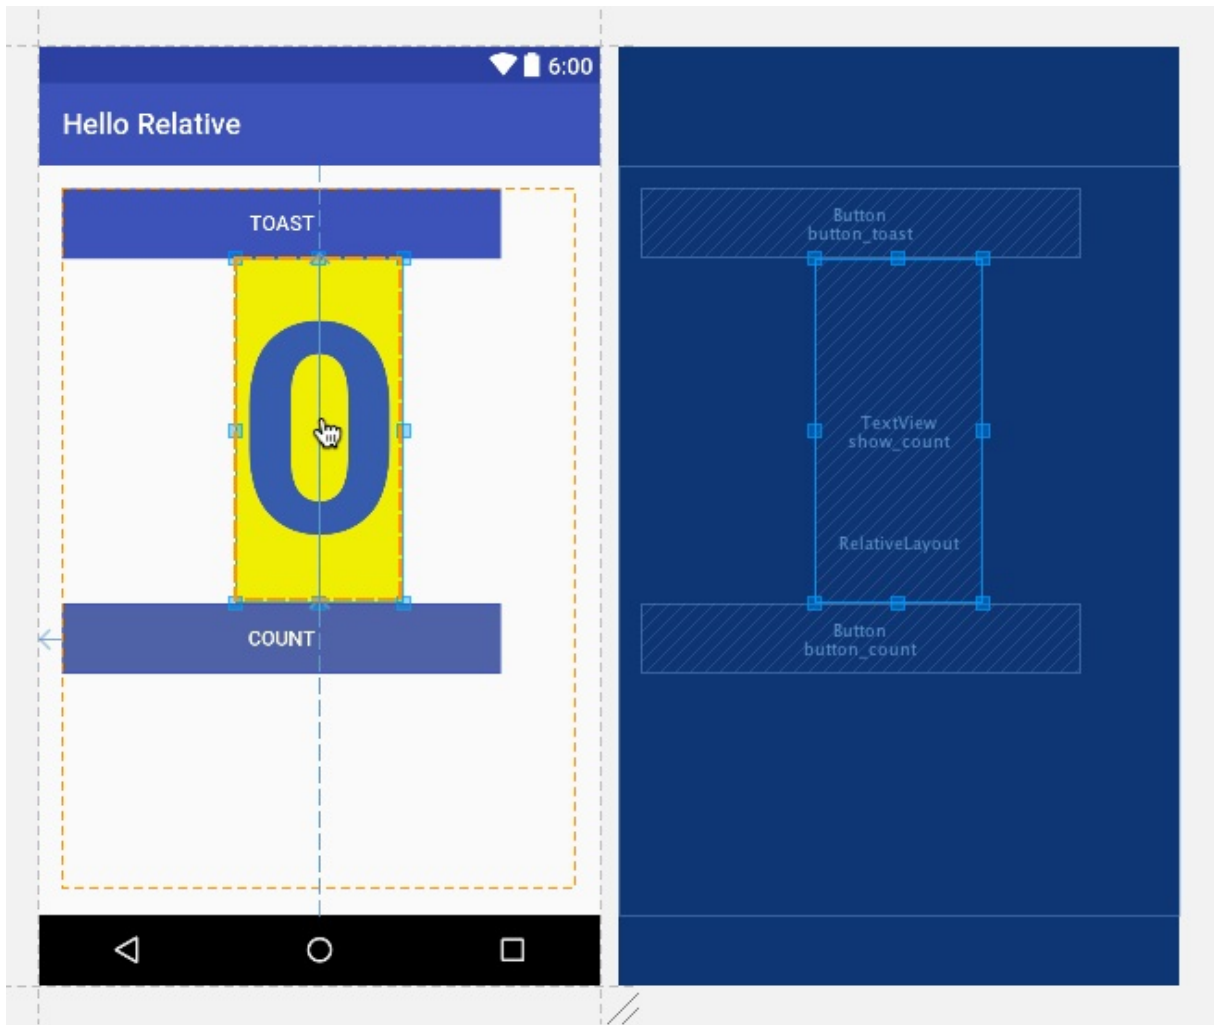 6:00
Hello Relative
TOAST
0
COUNT
Button
button_toast
TextView
show_count
RelativeLayout
Button
button_count